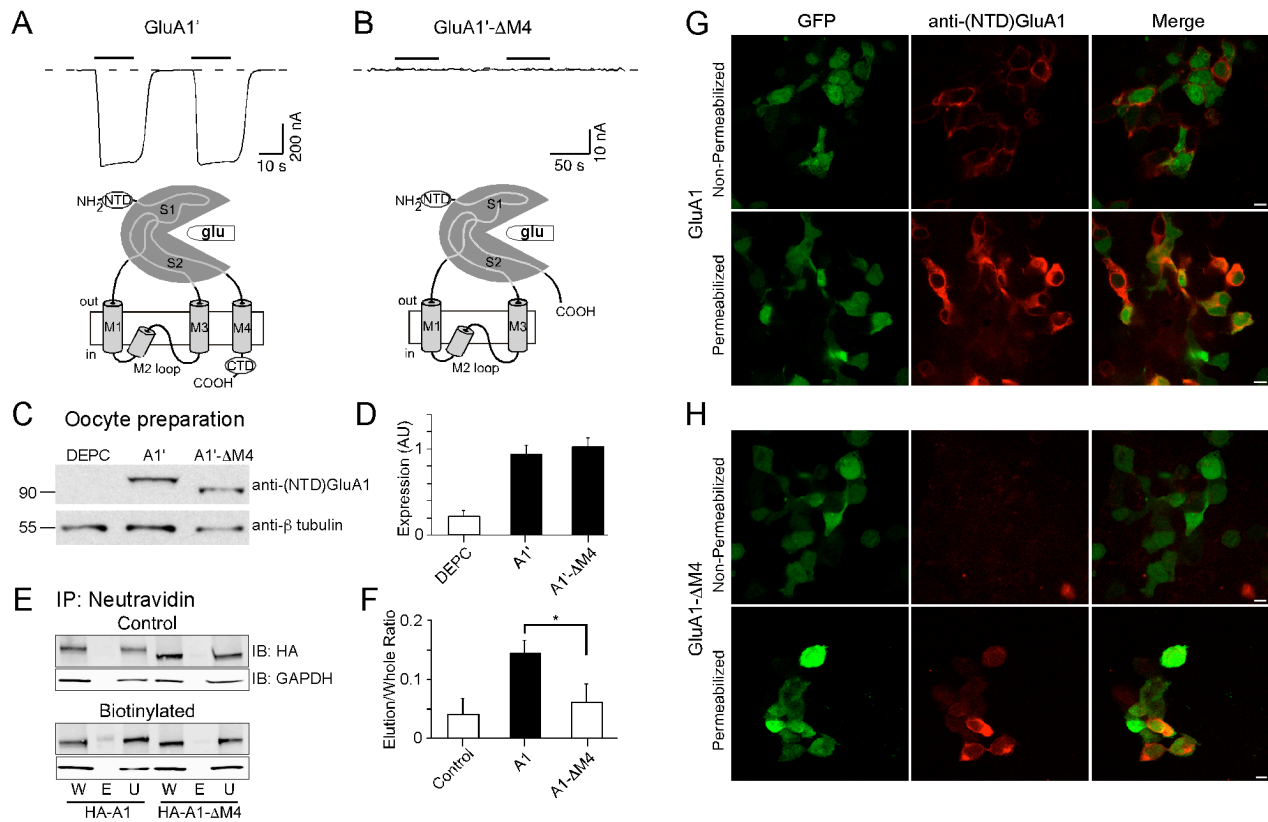 A
GluA1'
10 s
200 nA
NH2
NTD
S1
glu
S2
out
M1
M3
M4
in
M2 loop
CTD
COOH
B
GluA1'-ΔM4
50 s
10 nA
NH2
NTD
S1
glu
S2
out
M1
M3
COOH
in
M2 loop
C
Oocyte preparation
DEPC A1' A1'-ΔM4
90
anti-(NTD)GluA1
55
anti-β tubulin
D
Expression (AU)
1
0
DEPC
A1'
A1'-ΔM4
E
IP: Neutravidin
Control
IB: HA
IB: GAPDH
Biotinylated
W E U W E U
HA-A1 HA-A1-ΔM4
F
Elution/Whole Ratio
0.2
0.1
0
*
Control
A1
A1-ΔM4
G
GFP anti-(NTD)GluA1 Merge
GluA1
Non-Permeabilized
Permeabilized
H
GluA1-ΔM4
Non-Permeabilized
Permeabilized